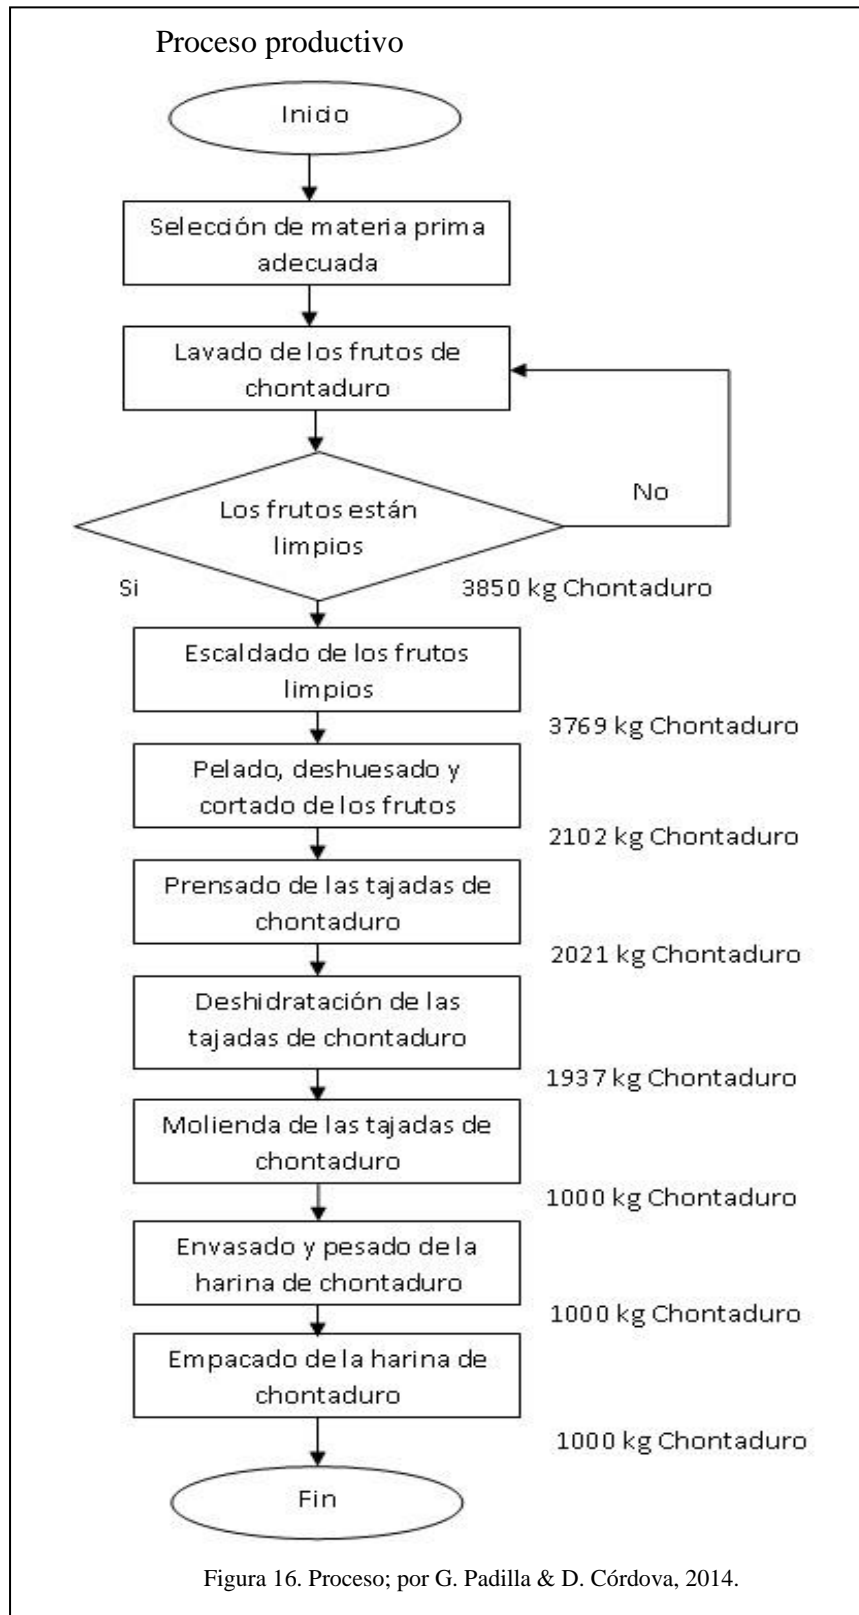 Proceso productivo
Inicio
Selección de materia prima
adecuada
Lavado de los frutos de
chontaduro
Los frutos están
limpios
No
Si
3850 kg Chontaduro
Escaldado de los frutos
limpios
3769 kg Chontaduro
Pelado, deshuesado y
cortado de los frutos
2102 kg Chontaduro
Prensado de las tajadas de
chontaduro
2021 kg Chontaduro
Deshidratación de las
tajadas de chontaduro
1937 kg Chontaduro
Molienda de las tajadas de
chontaduro
1000 kg Chontaduro
Envasado y pesado de la
harina de chontaduro
1000 kg Chontaduro
Empacado de la harina de
chontaduro
1000 kg Chontaduro
Fin
Figura 16. Proceso; por G. Padilla & D. Córdova, 2014.